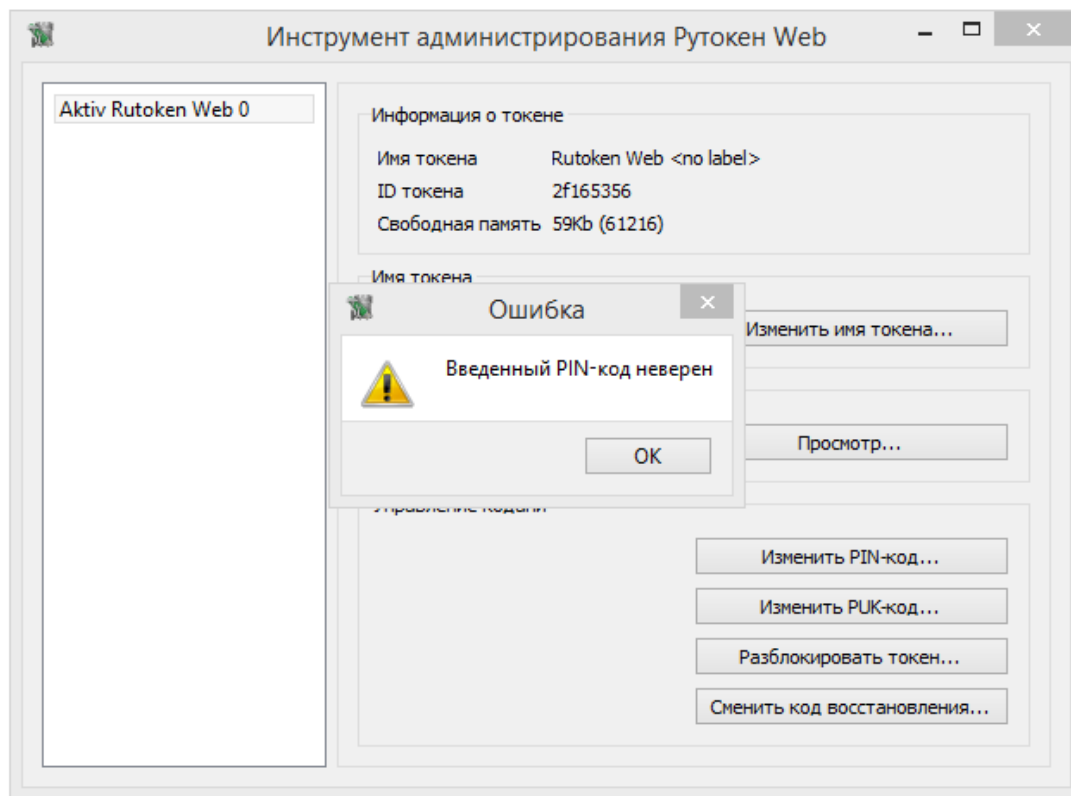 Инструмент администрирования Рутокен Web
Aktiv Rutoken Web 0
Информация о токене
Имя токена Rutoken Web <no label>
ID токена 2f165356
Свободная память 59Kb (61216)
Имя токена
Изменить имя токена...
Ошибка
Введенный PIN-код неверен
OK
Просмотр...
Управление кодами
Изменить PIN-код...
Изменить PUK-код...
Разблокировать токен...
Сменить код восстановления...